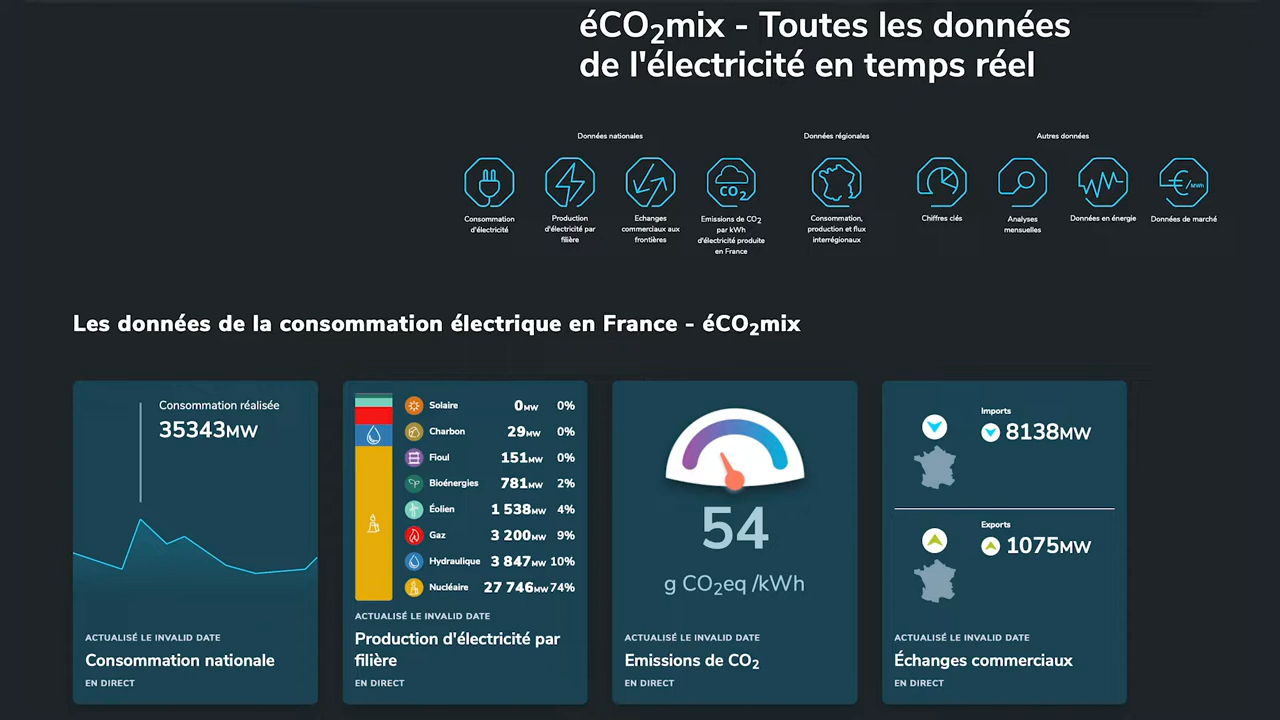 éCO2mix - Toutes les données
de l'électricité en temps réel
Données nationales
Données régionales
Autres données
Consommation
d'électricité
Production
d'électricité par
filière
Echanges
commerciaux aux
frontières
CO2
Emissions de CO2
par kWh
d'électricité produite
en France
Consommation,
production et flux
interrégionaux
Chiffres clés
Analyses
mensuelles
Données en énergie
€/MWh
Données de marché
Les données de la consommation électrique en France - éCO2mix
Consommation réalisée
35343MW
ACTUALISÉ LE INVALID DATE
Consommation nationale
EN DIRECT
Solaire 0MW 0%
Charbon 29MW 0%
Fioul 151MW 0%
Bioénergies 781MW 2%
Éolien 1 538MW 4%
Gaz 3 200MW 9%
Hydraulique 3 847MW 10%
Nucléaire 27 746MW 74%
ACTUALISÉ LE INVALID DATE
Production d'électricité par
filière
EN DIRECT
54
g CO2eq /kWh
ACTUALISÉ LE INVALID DATE
Emissions de CO2
EN DIRECT
Imports
8138MW
Exports
1075MW
ACTUALISÉ LE INVALID DATE
Échanges commerciaux
EN DIRECT